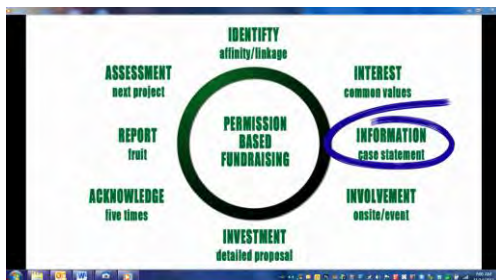 IDENTIFTY
affinity/linkage
ASSESSMENT
next project
INTEREST
common values
REPORT
fruit
PERMISSION
BASED
FUNDRAISING
INFORMATION
case statement
ACKNOWLEDGE
five times
INVOLVEMENT
onsite/event
INVESTMENT
detailed proposal